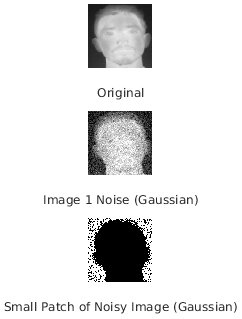 Original
Image 1 Noise (Gaussian)
Small Patch of Noisy Image (Gaussian)